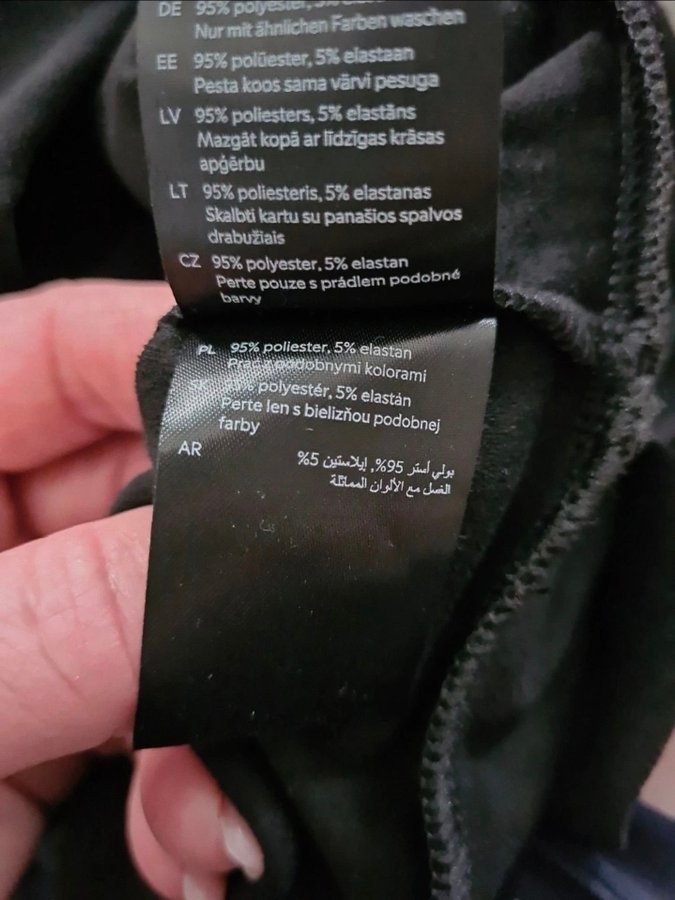 DE 95% polyester, 5%
Nur mit ähnlichen Farben waschen
EE 95% polüester, 5% elastaan
Pesta koos sama värvi pesuga
LV 95% poliesters, 5% elastāns
Mazgāt kopā ar līdzīgas krāsas
apģērbu
LT 95% poliesteris, 5% elastanas
Skalbti kartu su panašios spalvos
drabužiais
CZ 95% polyester, 5% elastan
Perte pouze s prádlem podobné
barvy
PL 95% poliester, 5% elastan
Prać z podobnymi kolorami
SK 95% polyestér, 5% elastán
Perte len s bielizňou podobnej
farby
AR بولي أستر 95%, إيلاستين 5%
الغسل مع الألوان المماثلة